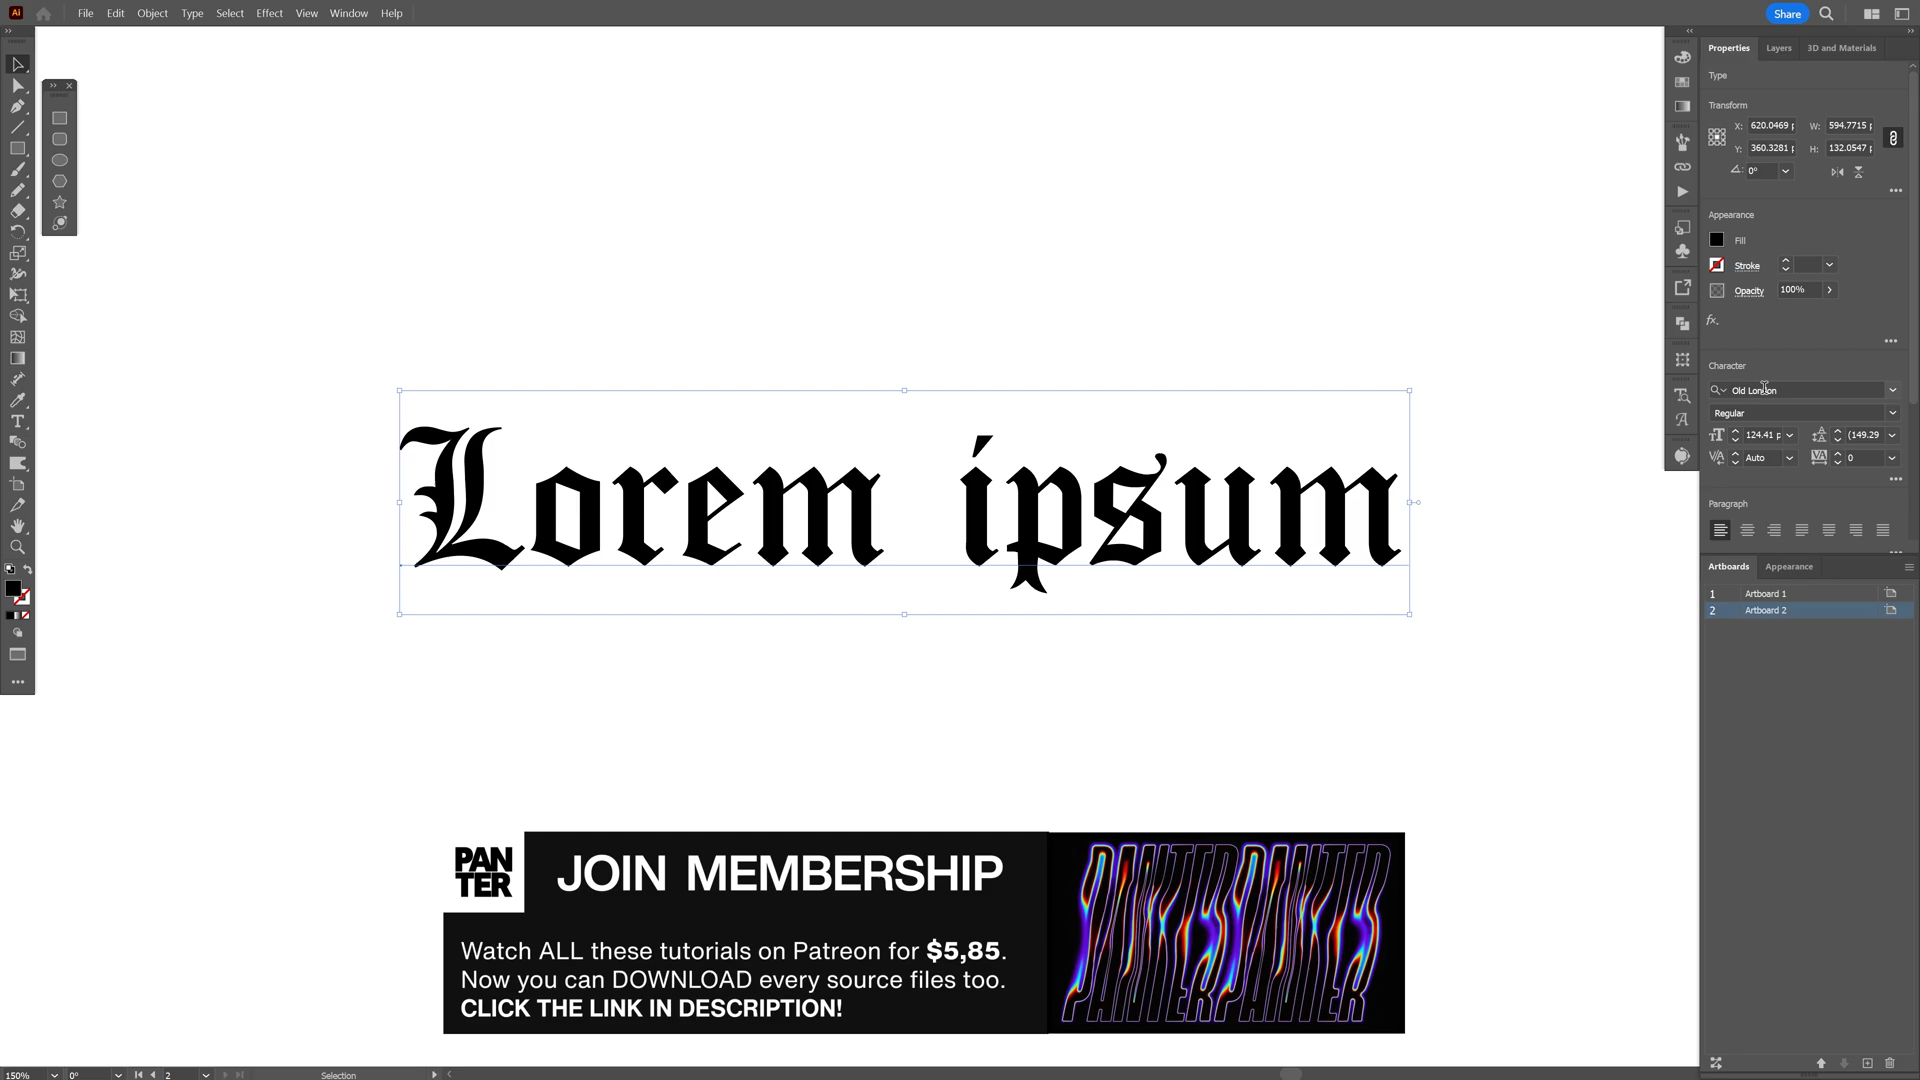 File Edit Object Type Select Effect View Window Help
Share
Properties Layers 3D and Materials
Type
Transform
X: 620.0469 p W: 594.7715 p
Y: 360.3281 p H: 132.0547 p
0°
Appearance
Fill
Stroke
Opacity 100%
fx.
Character
Old London
Regular
124.41 p (149.29
Auto 0
Paragraph
Lorem ipsum
Artboards Appearance
1 Artboard 1
2 Artboard 2
PAN
TER
JOIN MEMBERSHIP
Watch ALL these tutorials on Patreon for $5,85.
Now you can DOWNLOAD every source files too.
CLICK THE LINK IN DESCRIPTION!
PANTERPANTER
150% 0° 2 Selection